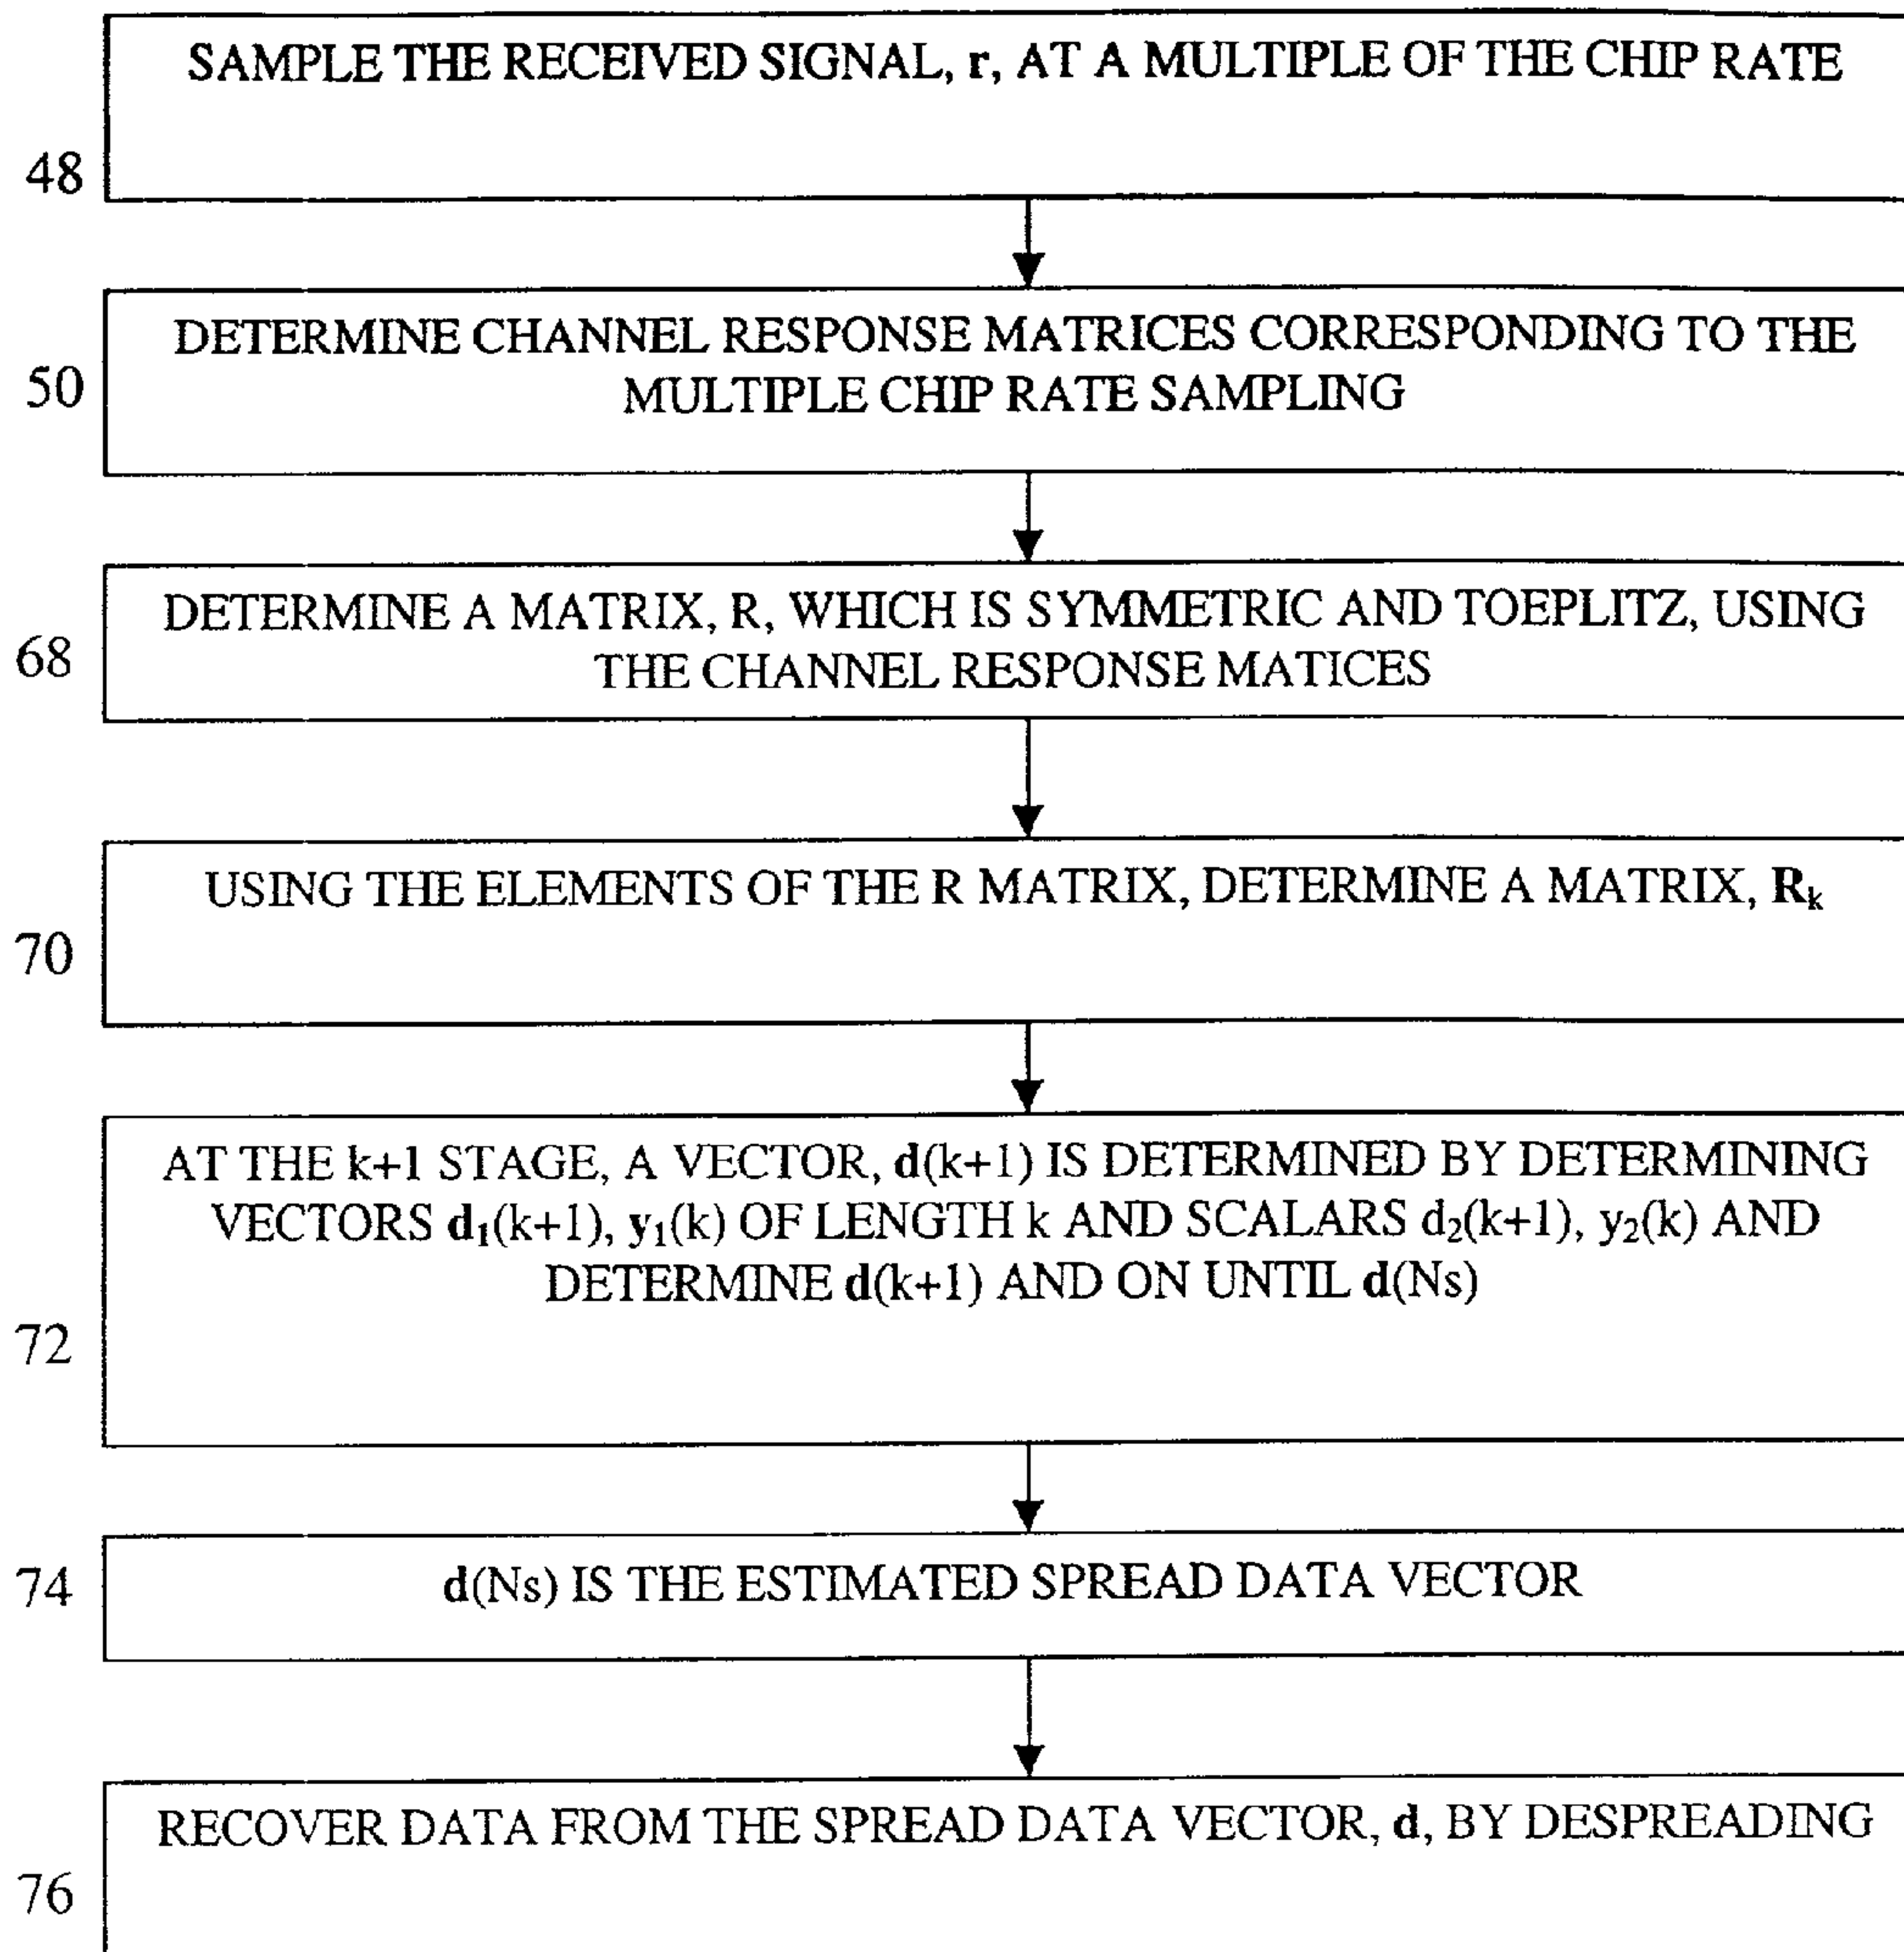 SAMPLE THE RECEIVED SIGNAL, r, AT A MULTIPLE OF THE CHIP RATE
48
DETERMINE CHANNEL RESPONSE MATRICES CORRESPONDING TO THE
MULTIPLE CHIP RATE SAMPLING
50
DETERMINE A MATRIX, R, WHICH IS SYMMETRIC AND TOEPLITZ, USING
THE CHANNEL RESPONSE MATICES
68
USING THE ELEMENTS OF THE R MATRIX, DETERMINE A MATRIX, Rk
70
AT THE k+1 STAGE, A VECTOR, d(k+1) IS DETERMINED BY DETERMINING
VECTORS d1(k+1), y1(k) OF LENGTH k AND SCALARS d2(k+1), y2(k) AND
DETERMINE d(k+1) AND ON UNTIL d(Ns)
72
d(Ns) IS THE ESTIMATED SPREAD DATA VECTOR
74
RECOVER DATA FROM THE SPREAD DATA VECTOR, d, BY DESPREADING
76